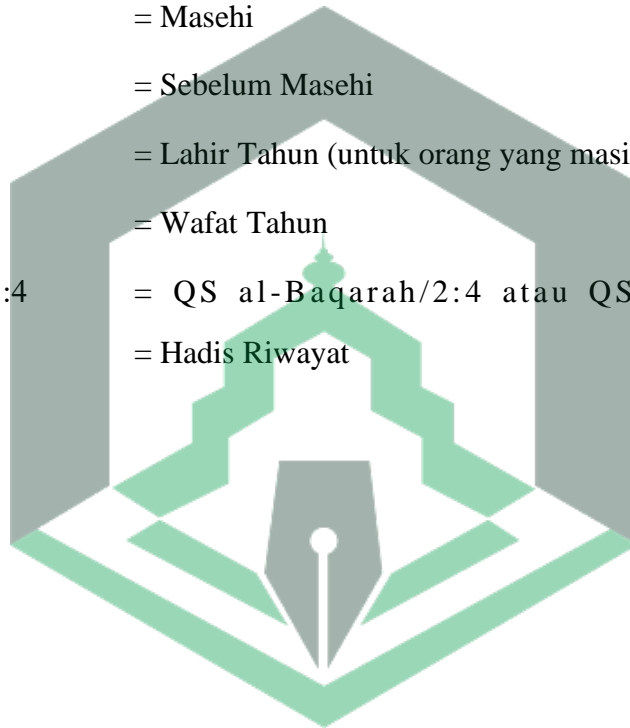 = Masehi
= Sebelum Masehi
= Lahir Tahun (untuk orang yang masi
= Wafat Tahun
:4 = QS al-Baqarah/2:4 atau QS
= Hadis Riwayat